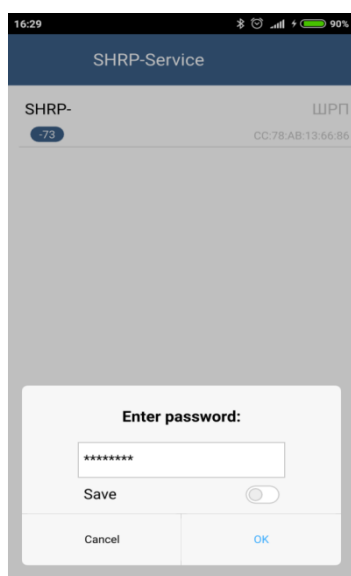 16:29 90%
SHRP-Service
SHRP- ШРП
-73 CC:78:AB:13:66:86
Enter password:
********
Save
Cancel OK